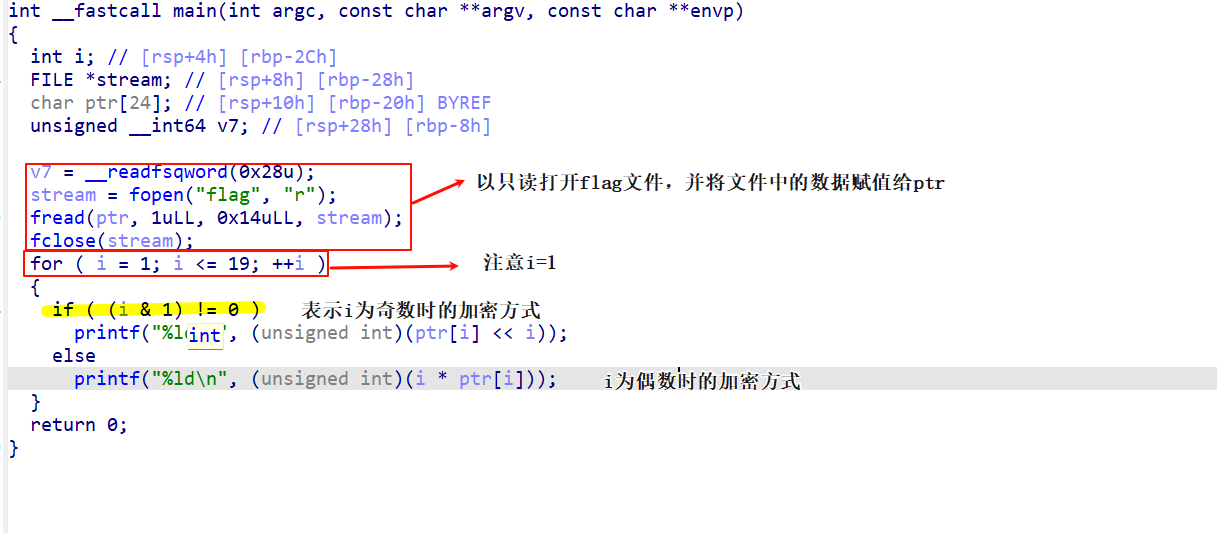 int __fastcall main(int argc, const char **argv, const char **envp)
{
int i; // [rsp+4h] [rbp-2Ch]
FILE *stream; // [rsp+8h] [rbp-28h]
char ptr[24]; // [rsp+10h] [rbp-20h] BYREF
unsigned __int64 v7; // [rsp+28h] [rbp-8h]
v7 = __readfsqword(0x28u);
stream = fopen("flag", "r");
以只读打开flag文件，并将文件中的数据赋值给ptr
fread(ptr, 1uLL, 0x14uLL, stream);
fclose(stream);
for ( i = 1; i <= 19; ++i )
注意i=1
{
if ( (i & 1) != 0 )
表示i为奇数时的加密方式
printf("%l int ", (unsigned int)(ptr[i] << i));
else
printf("%ld\n", (unsigned int)(i * ptr[i]));
i为偶数时的加密方式
}
return 0;
}